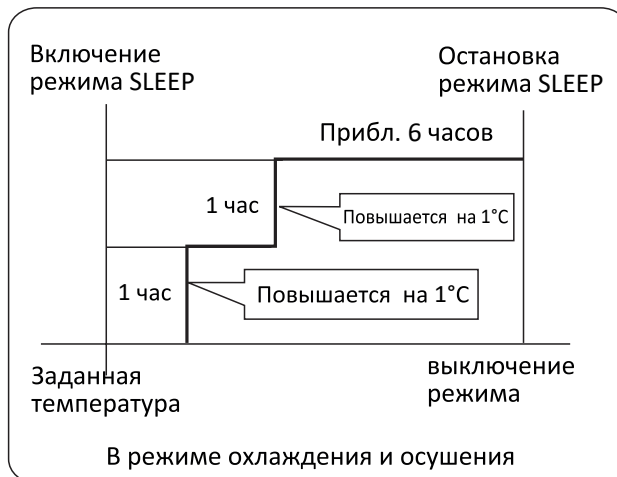 Включение
режима SLEEP
Остановка
режима SLEEP
Прибл. 6 часов
1 час
Повышается на 1°C
1 час
Повышается на 1°C
Заданная
температура
выключение
режима
В режиме охлаждения и осушения